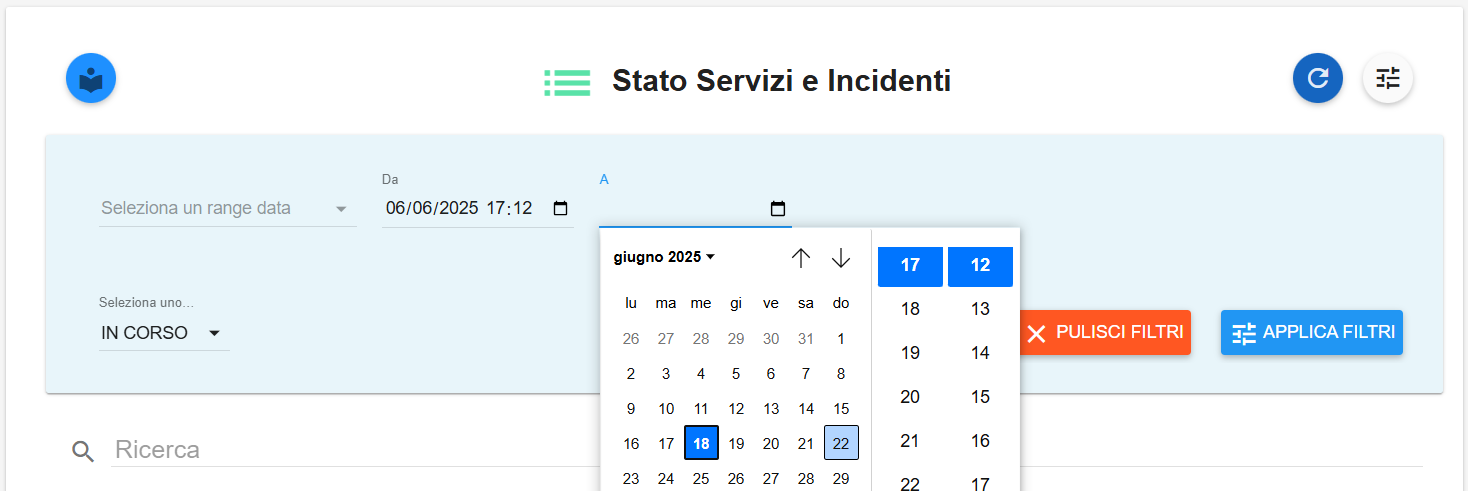 Stato Servizi e Incidenti
Da
A
Seleziona un range data
06/06/2025 17:12
giugno 2025
17 12
lu ma me gi ve sa do
18 13
Seleziona uno...
IN CORSO
PULISCI FILTRI
APPLICA FILTRI
26 27 28 29 30 31 1
19 14
2 3 4 5 6 7 8
20 15
9 10 11 12 13 14 15
21 16
16 17 18 19 20 21 22
Ricerca
23 24 25 26 27 28 29
22 17